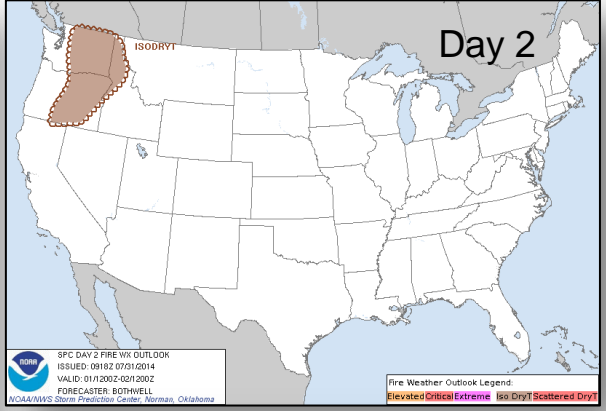 Day 2
ISODRYT
NOAA
SPC DAY 2 FIRE WX OUTLOOK
ISSUED: 0918Z 07/31/2014
VALID: 01/1200Z-02/1200Z
FORECASTER: BOTHWELL
NOAA/NWS Storm Prediction Center, Norman, Oklahoma
Fire Weather Outlook Legend:
Elevated Critical Extreme Iso DryT Scattered DryT